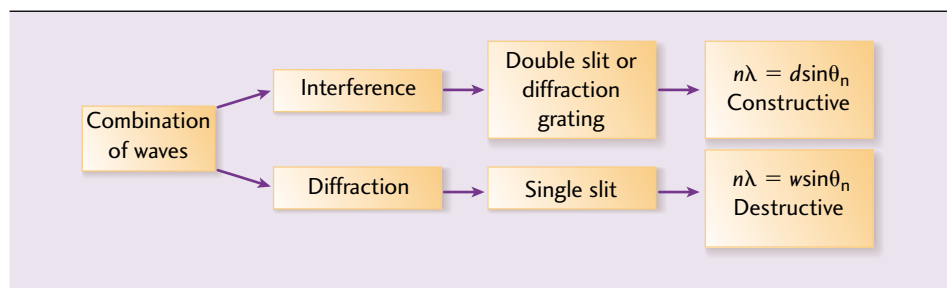 Combination
of waves
Interference
Double slit or
diffraction
grating
nλ = dsinθn
Constructive
Diffraction
Single slit
nλ = wsinθn
Destructive